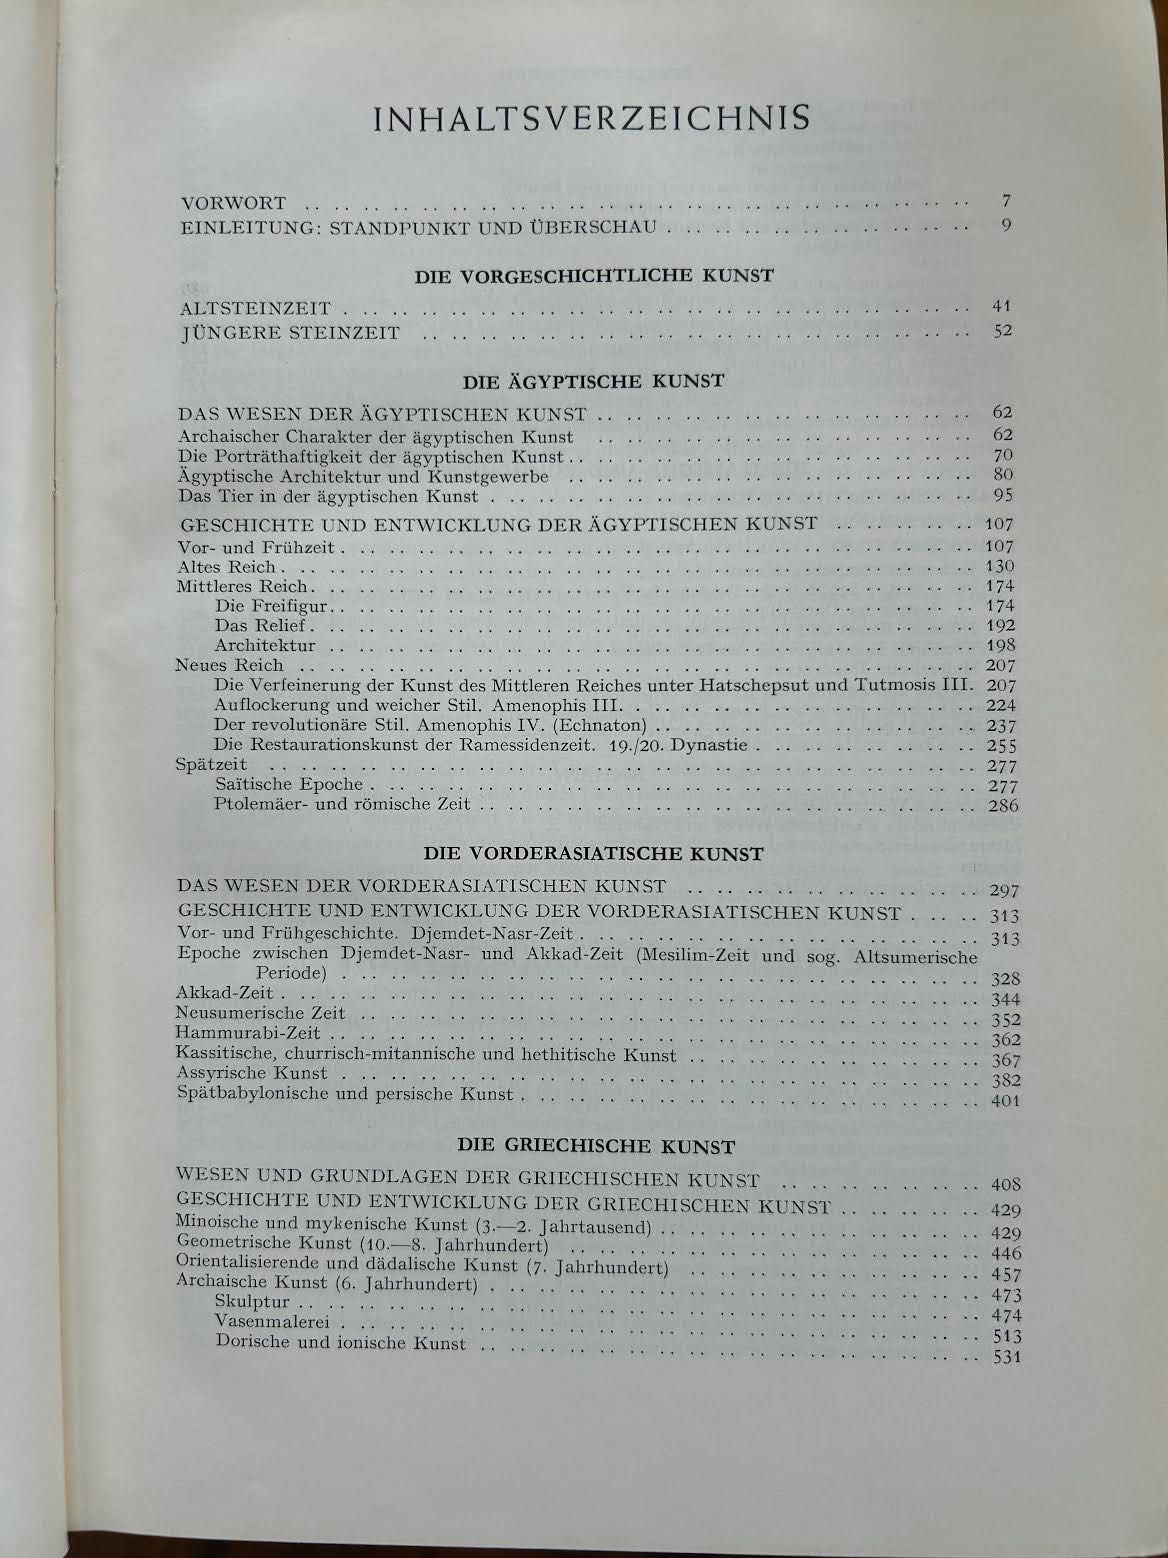 INHALTSVERZEICHNIS
VORWORT . . . . . . . . . . . . . . . . . . . . . . . 7
EINLEITUNG: STANDPUNKT UND ÜBERSCHAU . . . . . . . . . . . 9
DIE VORGESCHICHTLICHE KUNST
ALTSTEINZEIT . . . . . . . . . . . . . . . . . . . . . 41
JÜNGERE STEINZEIT . . . . . . . . . . . . . . . . . . . 52
DIE ÄGYPTISCHE KUNST
DAS WESEN DER ÄGYPTISCHEN KUNST . . . . . . . . . . . . . 62
Archaischer Charakter der ägyptischen Kunst . . . . . . . . . . . . . 62
Die Porträthaftigkeit der ägyptischen Kunst . . . . . . . . . . . . . 70
Ägyptische Architektur und Kunstgewerbe . . . . . . . . . . . . . . 80
Das Tier in der ägyptischen Kunst . . . . . . . . . . . . . . . . 95
GESCHICHTE UND ENTWICKLUNG DER ÄGYPTISCHEN KUNST . . . . . 107
Vor- und Frühzeit . . . . . . . . . . . . . . . . . . . . . 107
Altes Reich . . . . . . . . . . . . . . . . . . . . . . . 130
Mittleres Reich . . . . . . . . . . . . . . . . . . . . . . 174
Die Freifigur . . . . . . . . . . . . . . . . . . . . . 174
Das Relief . . . . . . . . . . . . . . . . . . . . . . 192
Architektur . . . . . . . . . . . . . . . . . . . . . . 198
Neues Reich . . . . . . . . . . . . . . . . . . . . . . . 207
Die Verfeinerung der Kunst des Mittleren Reiches unter Hatschepsut und Tutmosis III. 207
Auflockerung und weicher Stil. Amenophis III. . . . . . . . . . . . . 224
Der revolutionäre Stil. Amenophis IV. (Echnaton) . . . . . . . . . . . 237
Die Restaurationskunst der Ramessidenzeit. 19./20. Dynastie . . . . . . . . 255
Spätzeit . . . . . . . . . . . . . . . . . . . . . . . . 277
Saïtische Epoche . . . . . . . . . . . . . . . . . . . . 277
Ptolemäer- und römische Zeit . . . . . . . . . . . . . . . . 286
DIE VORDERASIATISCHE KUNST
DAS WESEN DER VORDERASIATISCHEN KUNST . . . . . . . . . . 297
GESCHICHTE UND ENTWICKLUNG DER VORDERASIATISCHEN KUNST . . . . 313
Vor- und Frühgeschichte. Djemdet-Nasr-Zeit . . . . . . . . . . . . . 313
Epoche zwischen Djemdet-Nasr- und Akkad-Zeit (Mesilim-Zeit und sog. Altsumerische
Periode) . . . . . . . . . . . . . . . . . . . . . . 328
Akkad-Zeit . . . . . . . . . . . . . . . . . . . . . . . 344
Neusumerische Zeit . . . . . . . . . . . . . . . . . . . . 352
Hammurabi-Zeit . . . . . . . . . . . . . . . . . . . . . 362
Kassitische, churrisch-mitannische und hethitische Kunst . . . . . . . . . . 367
Assyrische Kunst . . . . . . . . . . . . . . . . . . . . . 382
Spätbabylonische und persische Kunst . . . . . . . . . . . . . . . 401
DIE GRIECHISCHE KUNST
WESEN UND GRUNDLAGEN DER GRIECHISCHEN KUNST . . . . . . . 408
GESCHICHTE UND ENTWICKLUNG DER GRIECHISCHEN KUNST . . . . . 429
Minoische und mykenische Kunst (3.—2. Jahrtausend) . . . . . . . . . . . 429
Geometrische Kunst (10.—8. Jahrhundert) . . . . . . . . . . . . . . 446
Orientalisierende und dädalische Kunst (7. Jahrhundert) . . . . . . . . . . 457
Archaische Kunst (6. Jahrhundert) . . . . . . . . . . . . . . . . 473
Skulptur . . . . . . . . . . . . . . . . . . . . . . . 474
Vasenmalerei . . . . . . . . . . . . . . . . . . . . . 513
Dorische und ionische Kunst . . . . . . . . . . . . . . . . 531